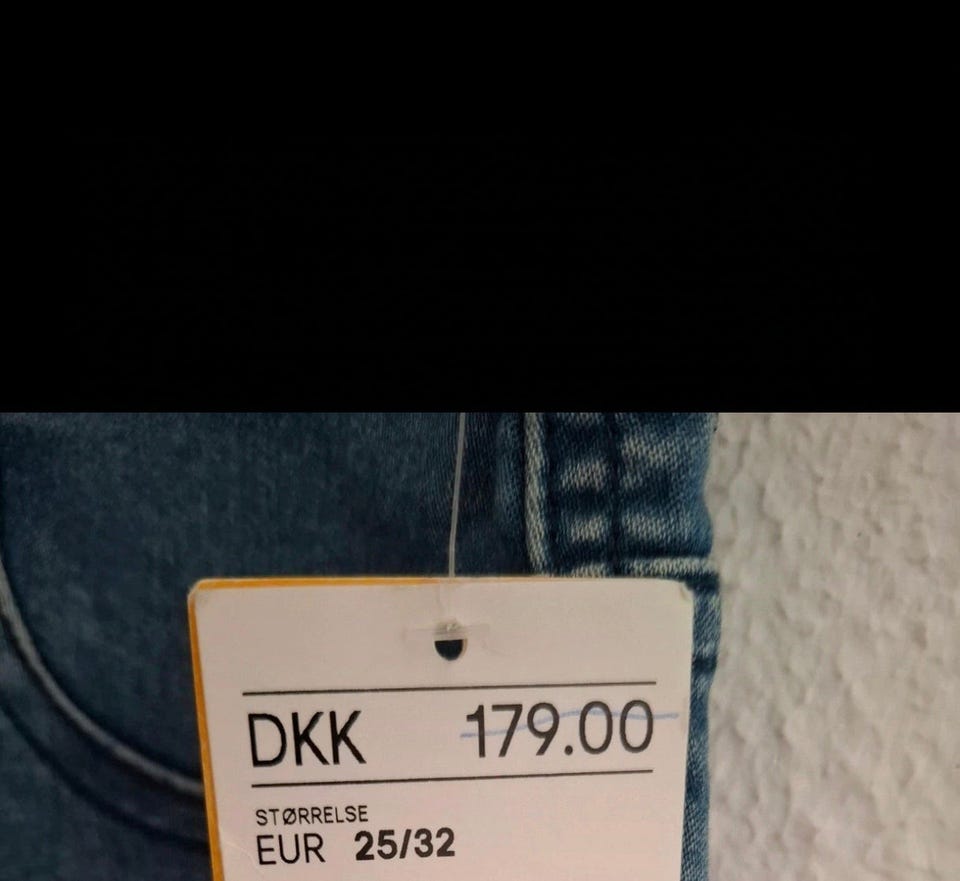 DKK 179.00
STØRRELSE
EUR 25/32